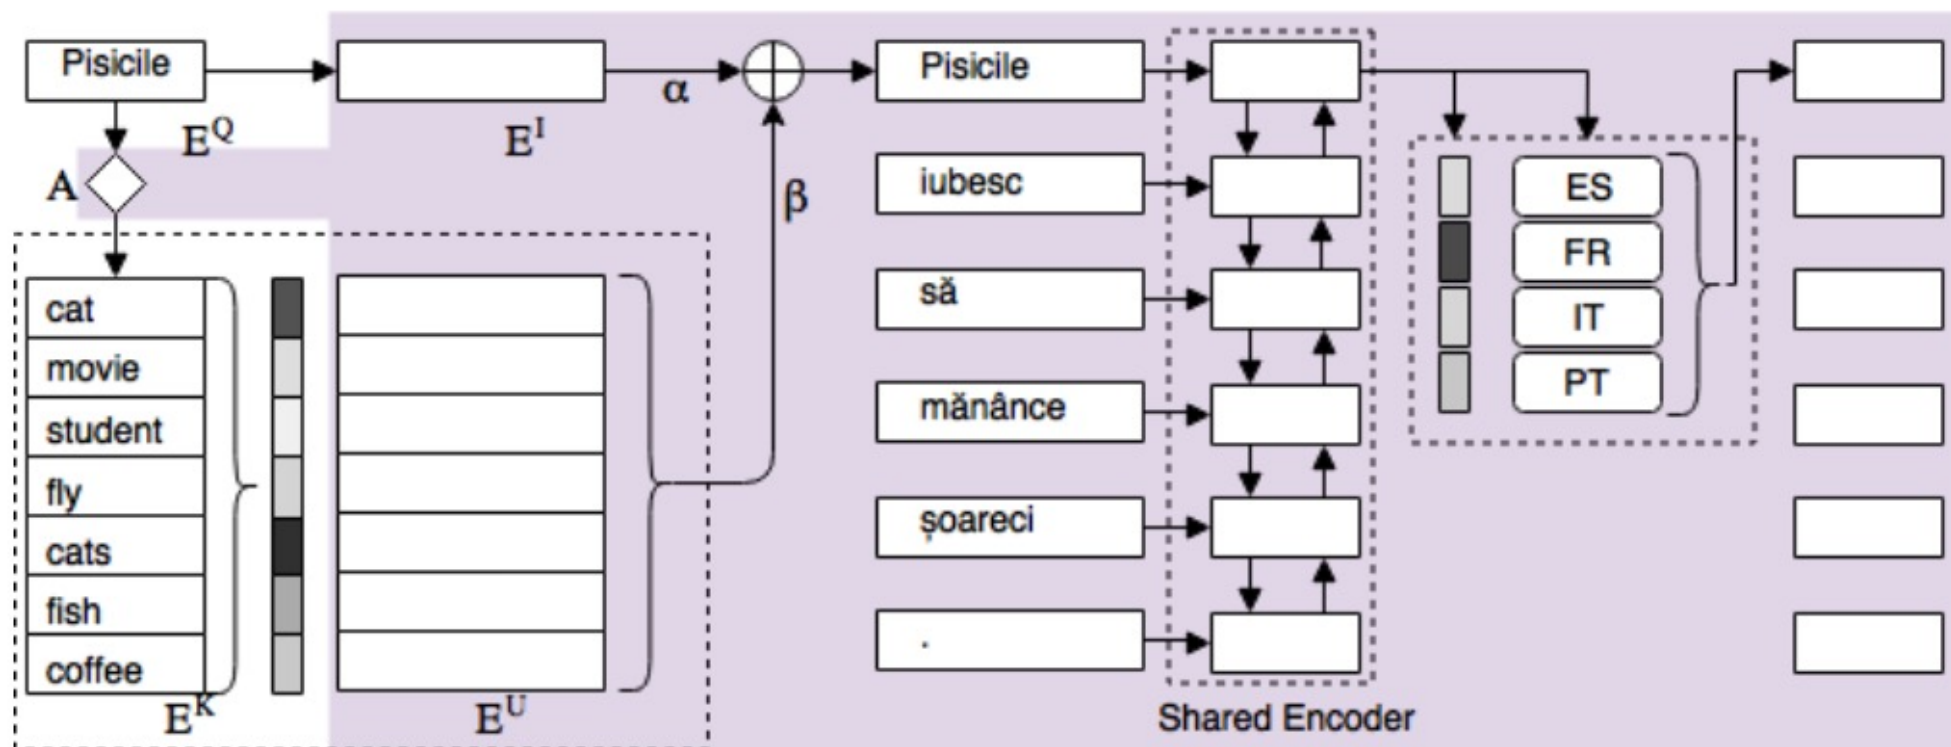 Pisicile
E^Q
E^I
α
Pisicile
A
β
iubesc
ES
FR
IT
PT
cat
movie
student
fly
cats
fish
coffee
E^K
E^U
să
mănânce
șoareci
.
Shared Encoder